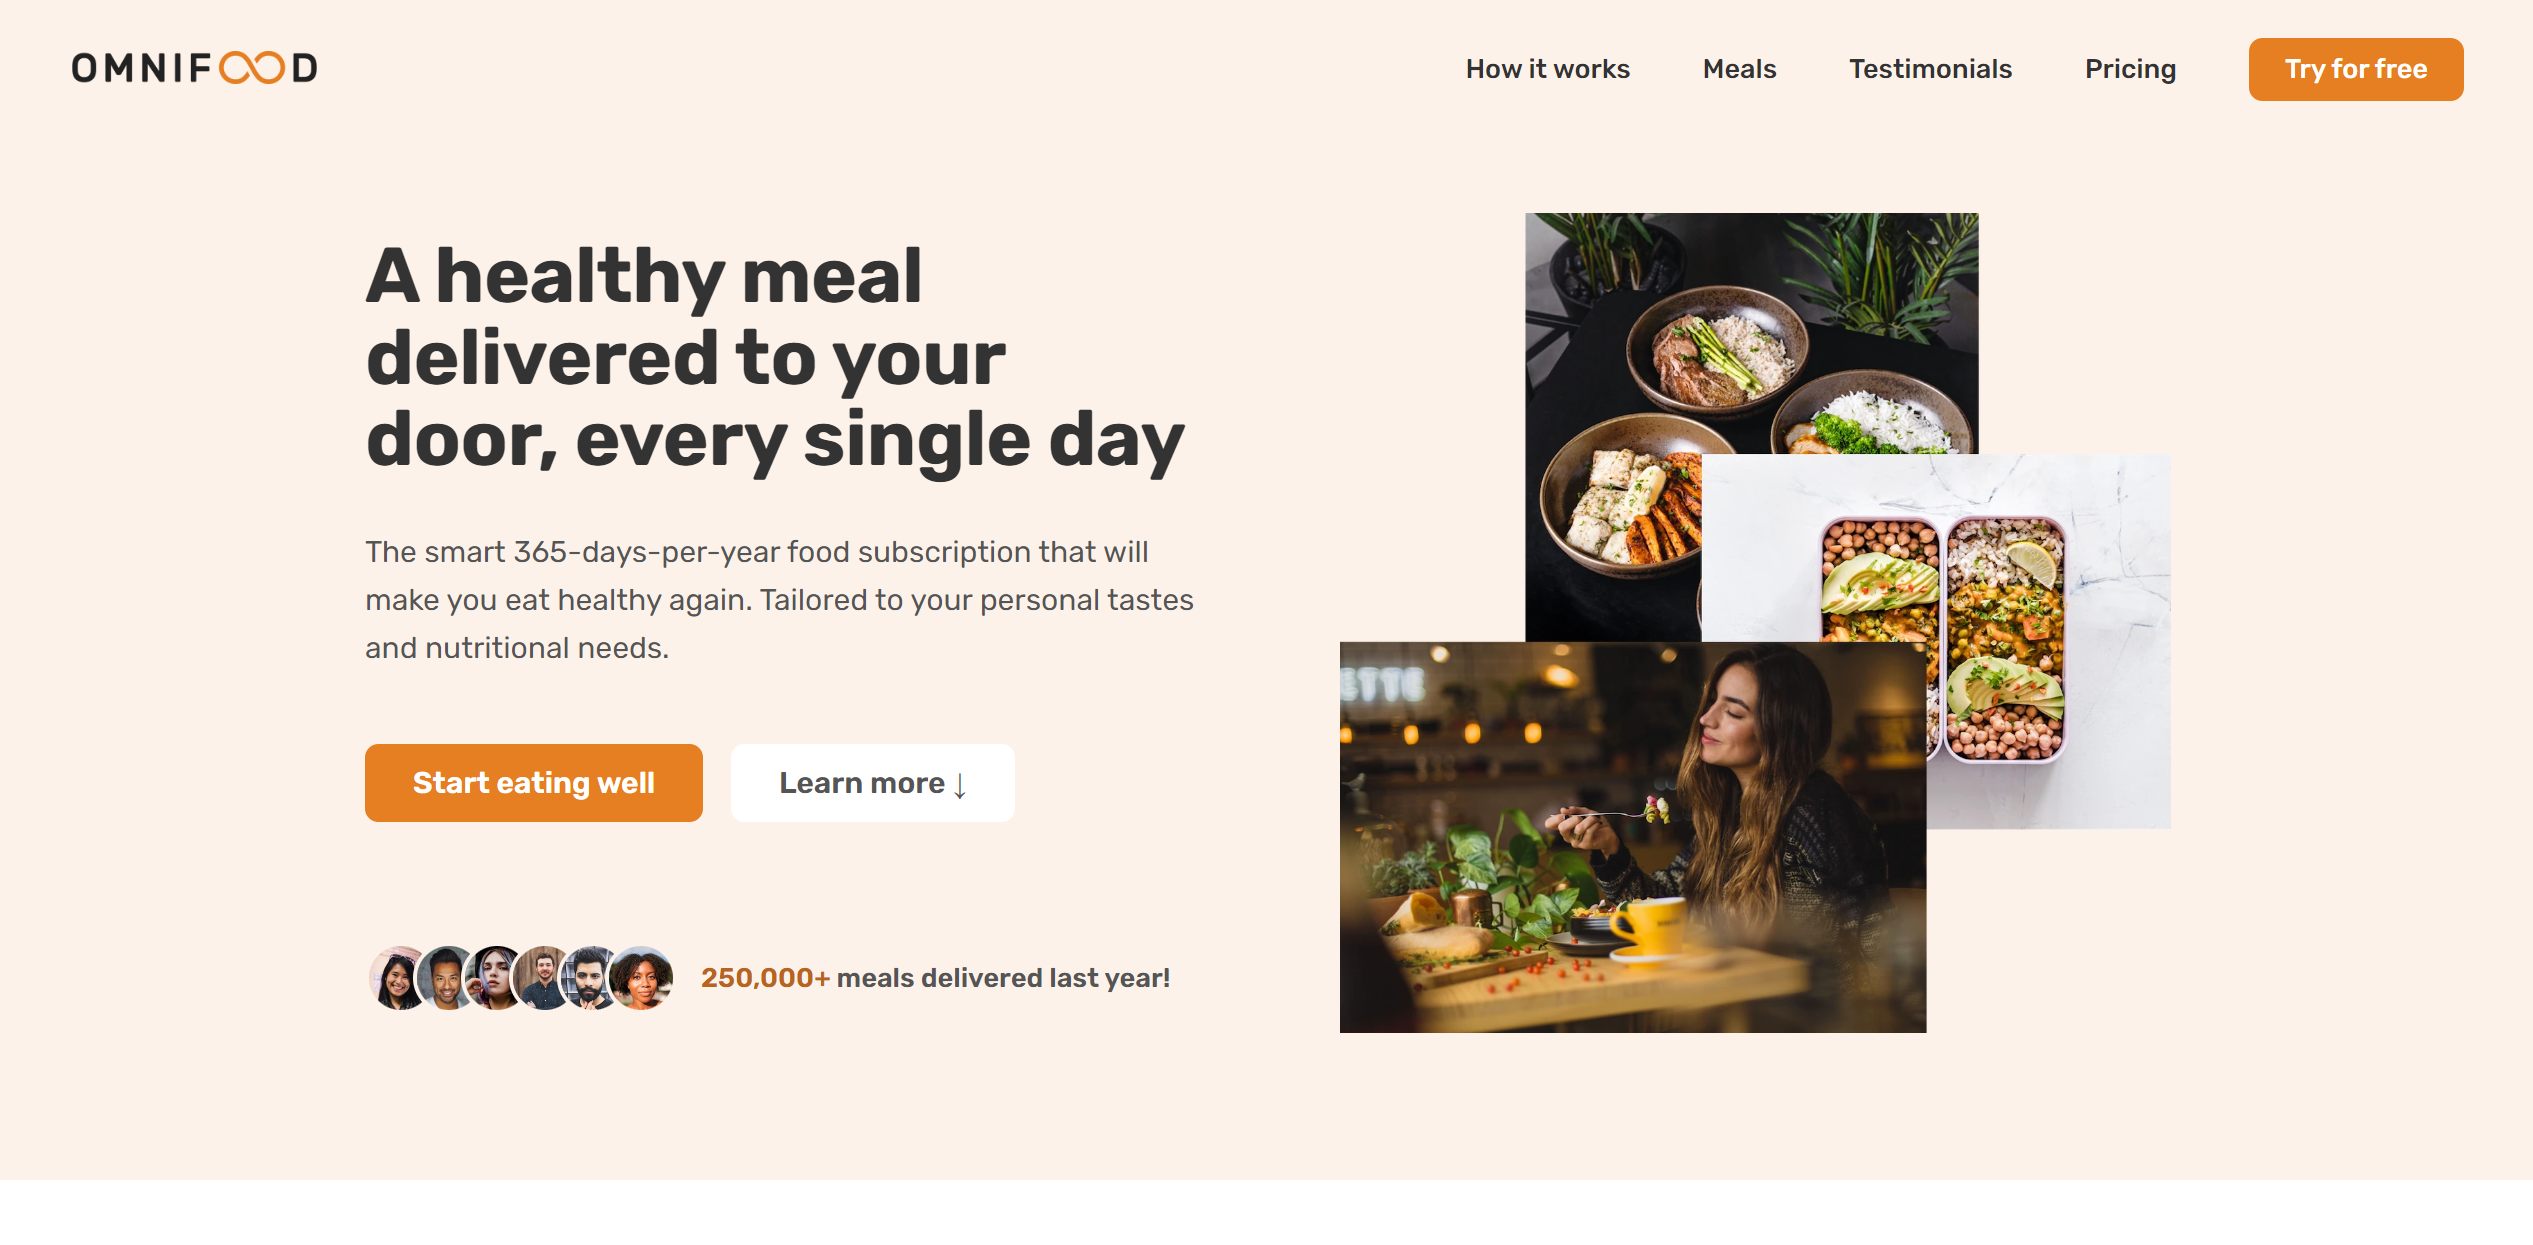 OMNIFOOD
How it works Meals Testimonials Pricing Try for free
A healthy meal
delivered to your
door, every single day
The smart 365-days-per-year food subscription that will
make you eat healthy again. Tailored to your personal tastes
and nutritional needs.
Start eating well Learn more ↓
ETTE
250,000+ meals delivered last year!